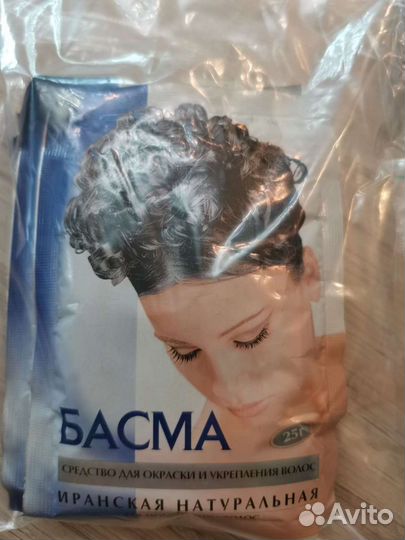 БАСМА
25г
СРЕДСТВО ДЛЯ ОКРАСКИ И УКРЕПЛЕНИЯ ВОЛОС
ИРАНСКАЯ НАТУРАЛЬНАЯ
Avito